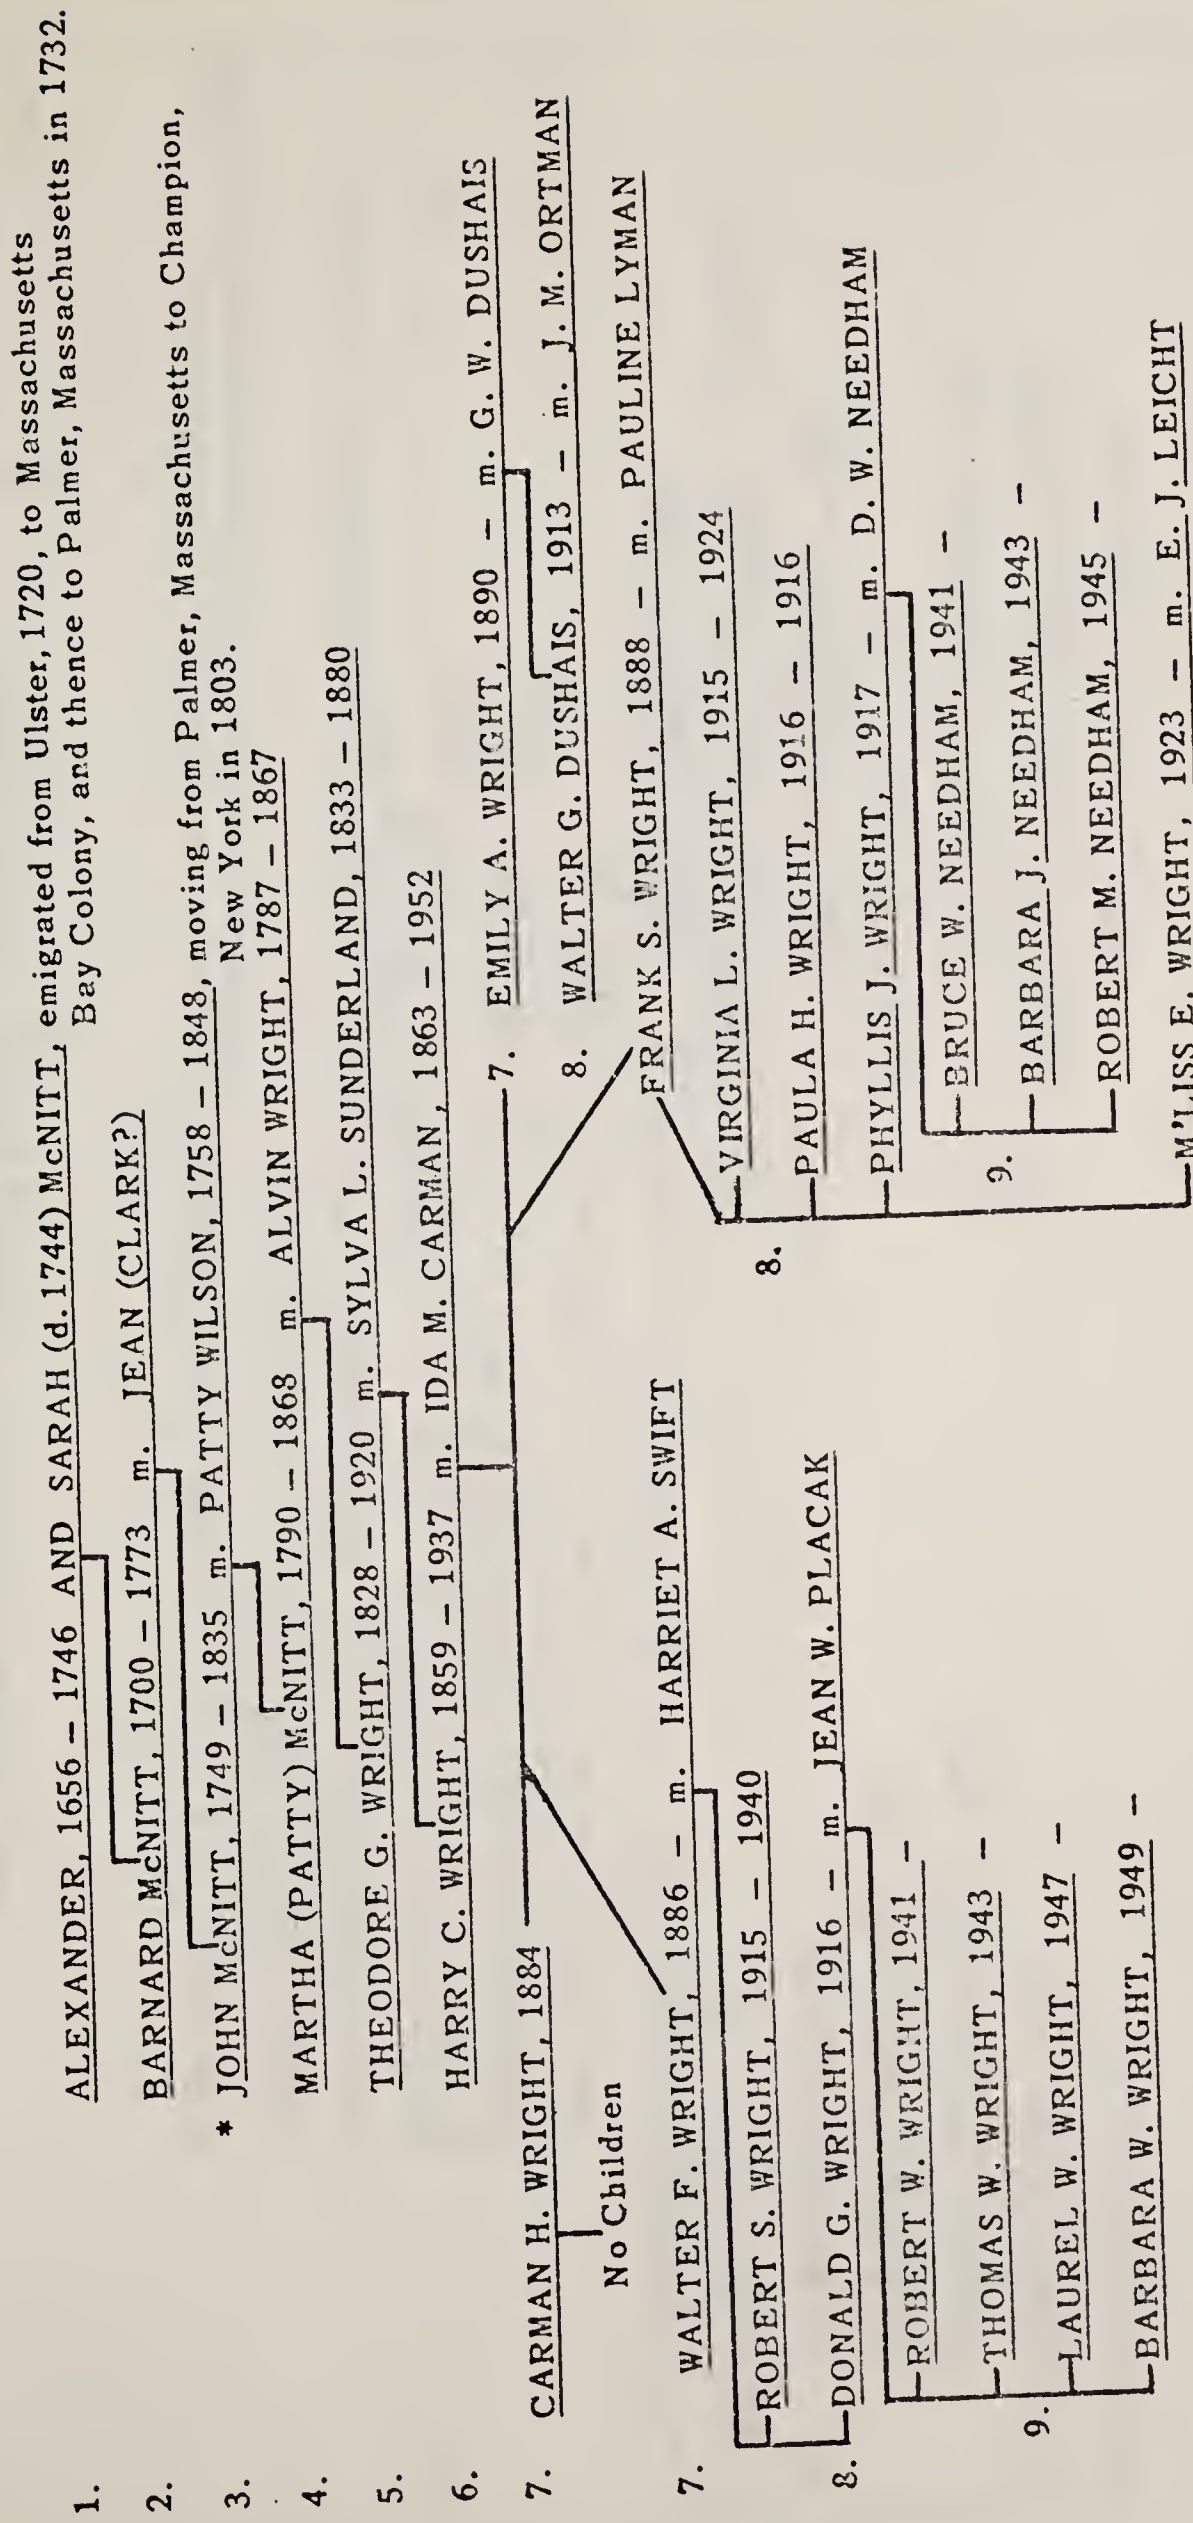 1. ALEXANDER, 1656 – 1746 AND SARAH (d. 1744) McNITT, emigrated from Ulster, 1720, to Massachusetts
Bay Colony, and thence to Palmer, Massachusetts in 1732.
2. BARNARD McNITT, 1700 – 1773 m. JEAN (CLARK?)
3. * JOHN McNITT, 1749 – 1835 m. PATTY WILSON, 1758 – 1848, moving from Palmer, Massachusetts to Champion,
New York in 1803.
4. MARTHA (PATTY) McNITT, 1790 – 1868 m. ALVIN WRIGHT, 1787 – 1867
5. THEODORE G. WRIGHT, 1828 – 1920 m. SYLVA L. SUNDERLAND, 1833 – 1880
6. HARRY C. WRIGHT, 1859 – 1937 m. IDA M. CARMAN, 1863 – 1952
7. CARMAN H. WRIGHT, 1884
No Children
7. WALTER F. WRIGHT, 1886 – m. HARRIET A. SWIFT
ROBERT S. WRIGHT, 1915 – 1940
8. DONALD G. WRIGHT, 1916 – m. JEAN W. PLACAK
ROBERT W. WRIGHT, 1941 –
THOMAS W. WRIGHT, 1943 –
9.
LAUREL W. WRIGHT, 1947 –
BARBARA W. WRIGHT, 1949 –
7. EMILY A. WRIGHT, 1890 – m. G. W. DUSHAIS
8. WALTER G. DUSHAIS, 1913 – m. J. M. ORTMAN
FRANK S. WRIGHT, 1888 – m. PAULINE LYMAN
VIRGINIA L. WRIGHT, 1915 – 1924
8.
PAULA H. WRIGHT, 1916 – 1916
PHYLLIS J. WRIGHT, 1917 – m. D. W. NEEDHAM
BRUCE W. NEEDHAM, 1941 –
9.
BARBARA J. NEEDHAM, 1943 –
ROBERT M. NEEDHAM, 1945 –
M'LISS E. WRIGHT, 1923 – m. E. J. LEICHT